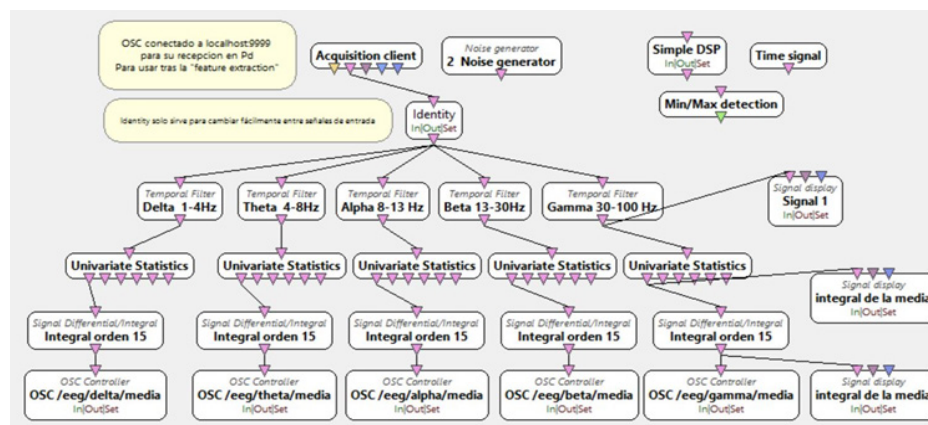 OSC conectado a localhost:9999
para su recepcion en Pd
Para usar tras la "feature extraction"
Acquisition client
Noise generator
2 Noise generator
Simple DSP
In|Out|Set
Time signal
Min/Max detection
Identity solo sirve para cambiar fácilmente entre señales de entrada
Identity
In|Out|Set
Temporal Filter
Delta 1-4Hz
Temporal Filter
Theta 4-8Hz
Temporal Filter
Alpha 8-13 Hz
Temporal Filter
Beta 13-30Hz
Temporal Filter
Gamma 30-100 Hz
Signal display
Signal 1
In|Out|Set
Univariate Statistics
Univariate Statistics
Univariate Statistics
Univariate Statistics
Univariate Statistics
Signal display
integral de la media
In|Out|Set
Signal Differential/Integral
Integral orden 15
Signal Differential/Integral
Integral orden 15
Signal Differential/Integral
Integral orden 15
Signal Differential/Integral
Integral orden 15
Signal Differential/Integral
Integral orden 15
OSC Controller
OSC /eeg/delta/media
In|Out|Set
OSC Controller
OSC /eeg/theta/media
In|Out|Set
OSC Controller
OSC /eeg/alpha/media
In|Out|Set
OSC Controller
OSC /eeg/beta/media
In|Out|Set
OSC Controller
OSC /eeg/gamma/media
In|Out|Set
Signal display
integral de la media
In|Out|Set